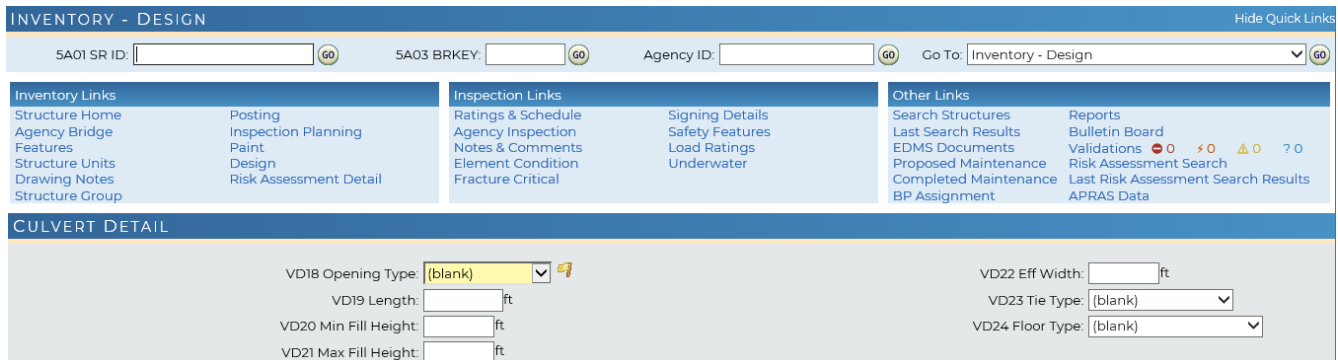 INVENTORY - DESIGN Hide Quick Links
5A01 SR ID: GO 5A03 BRKEY: GO Agency ID: GO Go To: Inventory - Design GO
Inventory Links
Structure Home Posting
Agency Bridge Inspection Planning
Features Paint
Structure Units Design
Drawing Notes Risk Assessment Detail
Structure Group
Inspection Links
Ratings & Schedule Signing Details
Agency Inspection Safety Features
Notes & Comments Load Ratings
Element Condition Underwater
Fracture Critical
Other Links
Search Structures Reports
Last Search Results Bulletin Board
EDMS Documents Validations 0 0 0 ? 0
Proposed Maintenance Risk Assessment Search
Completed Maintenance Last Risk Assessment Search Results
BP Assignment APRAS Data
CULVERT DETAIL
VD18 Opening Type: (blank)
VD19 Length: ft
VD20 Min Fill Height: ft
VD21 Max Fill Height: ft
VD22 Eff Width: ft
VD23 Tie Type: (blank)
VD24 Floor Type: (blank)